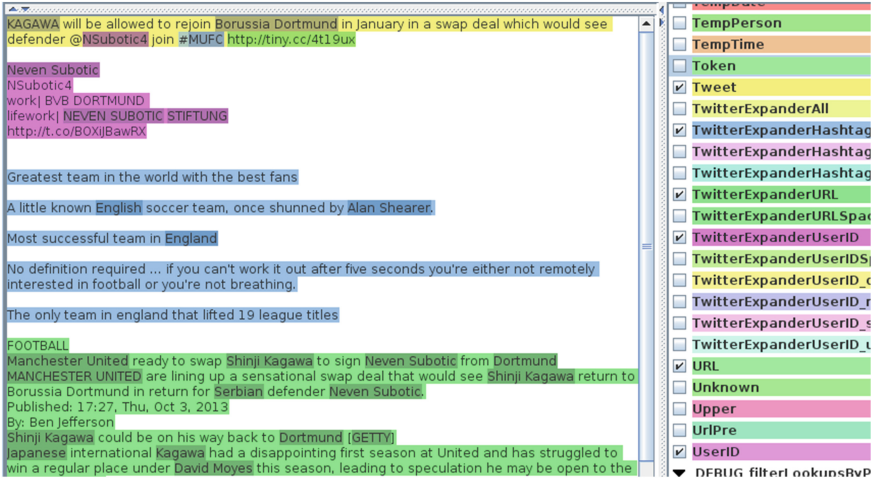 KAGAWA will be allowed to rejoin Borussia Dortmund in January in a swap deal which would see
defender @NSubotic4 join #MUFC http://tiny.cc/4t19ux
Neven Subotic
NSubotic4
work| BVB DORTMUND
lifework| NEVEN SUBOTIC STIFTUNG
http://t.co/BOXiJBawRX
Greatest team in the world with the best fans
A little known English soccer team, once shunned by Alan Shearer.
Most successful team in England
No definition required ... if you can't work it out after five seconds you're either not remotely
interested in football or you're not breathing.
The only team in england that lifted 19 league titles
FOOTBALL
Manchester United ready to swap Shinji Kagawa to sign Neven Subotic from Dortmund
MANCHESTER UNITED are lining up a sensational swap deal that would see Shinji Kagawa return to
Borussia Dortmund in return for Serbian defender Neven Subotic.
Published: 17:27, Thu, Oct 3, 2013
By: Ben Jefferson
Shinji Kagawa could be on his way back to Dortmund [GETTY]
Japanese international Kagawa had a disappointing first season at United and has struggled to
win a regular place under David Moyes this season, leading to speculation he may be open to the
TempDate
TempPerson
TempTime
Token
Tweet
TwitterExpanderAll
TwitterExpanderHashtag
TwitterExpanderHashtag
TwitterExpanderHashtag
TwitterExpanderURL
TwitterExpanderURLSpac
TwitterExpanderUserID
TwitterExpanderUserIDSp
TwitterExpanderUserID_
TwitterExpanderUserID_
TwitterExpanderUserID_s
TwitterExpanderUserID_u
URL
Unknown
Upper
UrlPre
UserID
DEBUG_filterLookupsByP